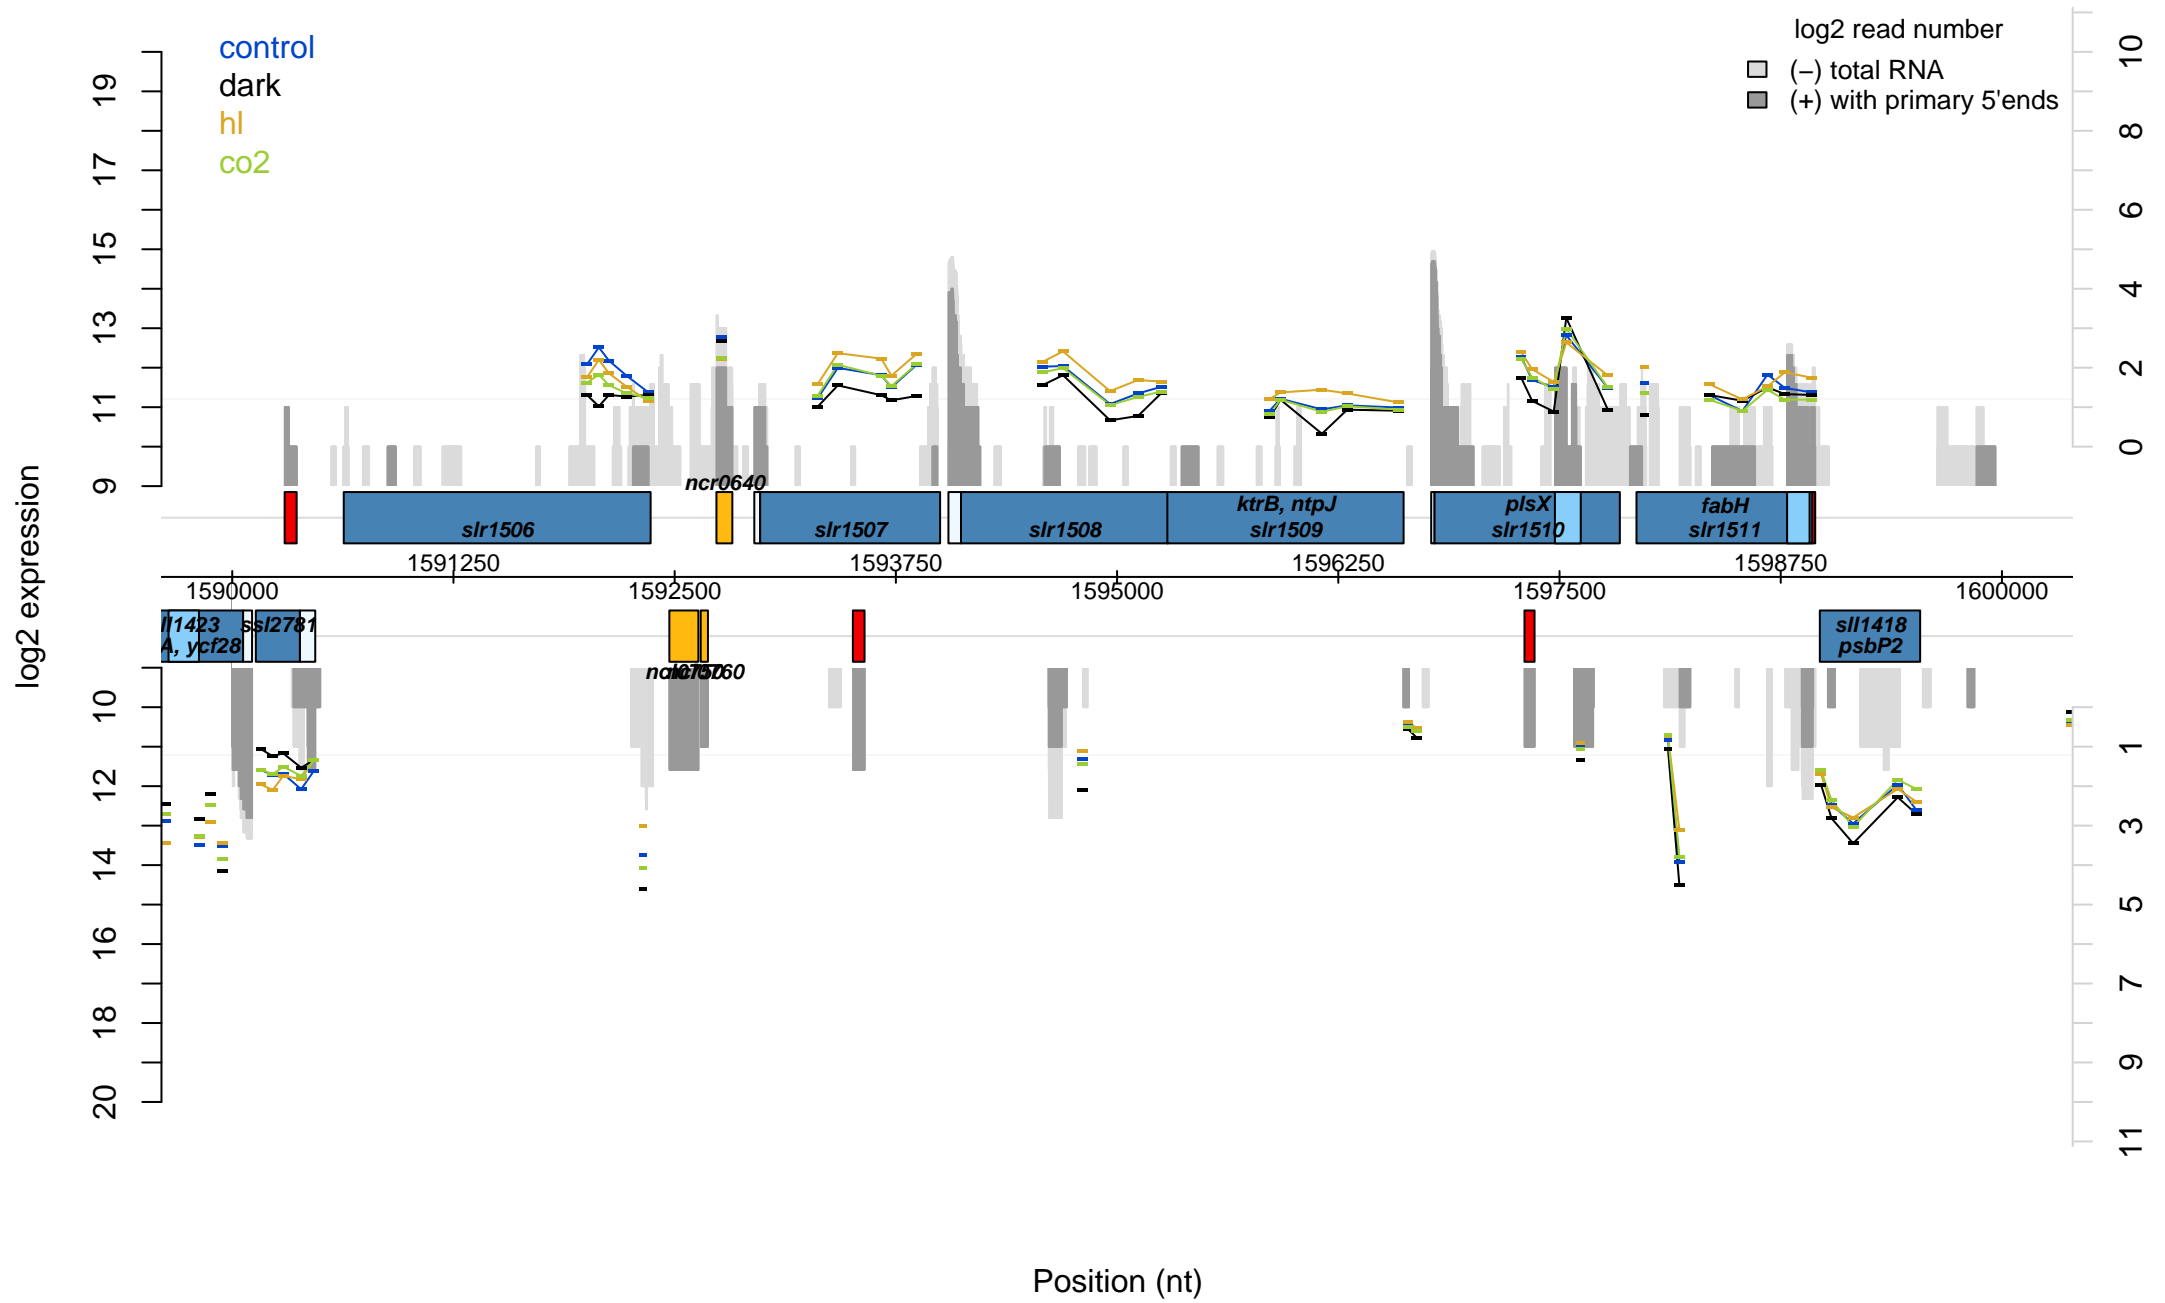 control
dark
hl
co2
log2 read number
(−) total RNA
(+) with primary 5'ends
19
17
15
13
11
9
10
8
6
4
2
0
log2 expression
ncr0640
slr1506
slr1507
slr1508
ktrB, ntpJ
slr1509
plsX
slr1510
fabH
slr1511
1591250
1593750
1596250
1598750
1590000
1592500
1595000
1597500
1600000
ll1423
A, ycf28
ssl2781
sll1418
psbP2
10
12
14
16
18
20
1
3
5
7
9
11
Position (nt)